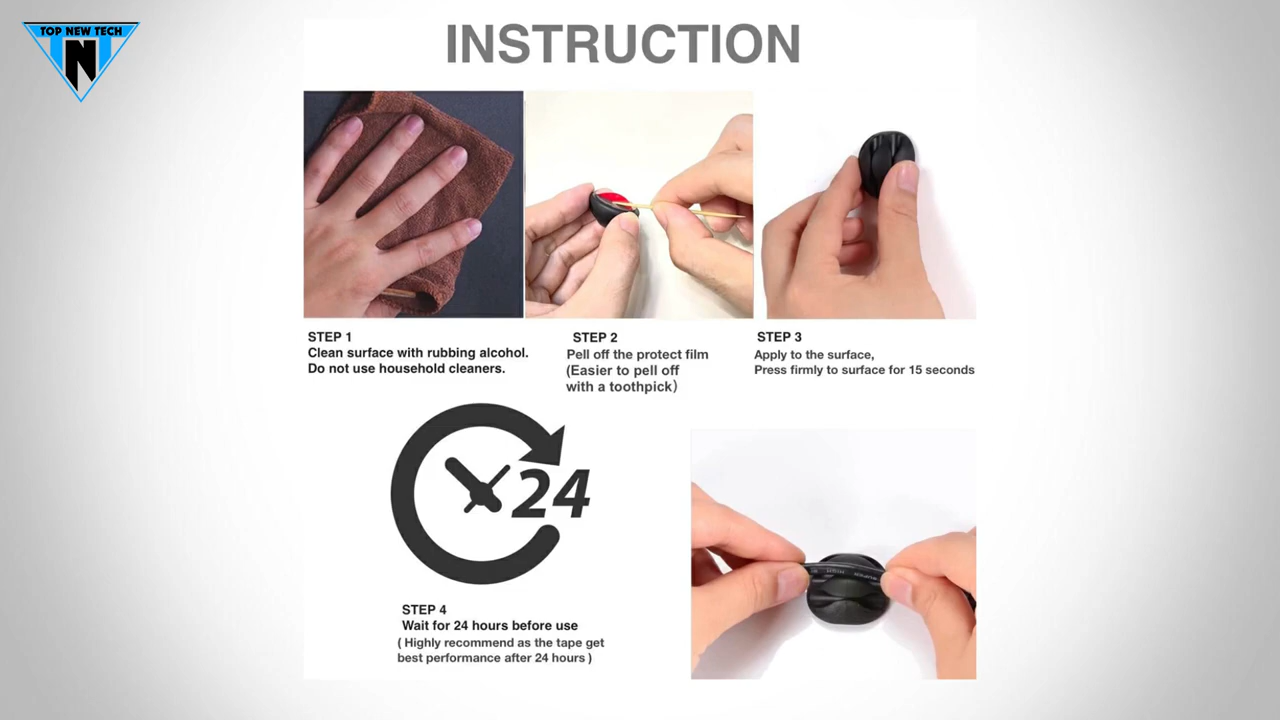 TOP NEW TECH
N
INSTRUCTION
STEP 1
Clean surface with rubbing alcohol.
Do not use household cleaners.
STEP 2
Pell off the protect film
(Easier to pell off
with a toothpick)
STEP 3
Apply to the surface,
Press firmly to surface for 15 seconds
24
STEP 4
Wait for 24 hours before use
( Highly recommend as the tape get
best performance after 24 hours )